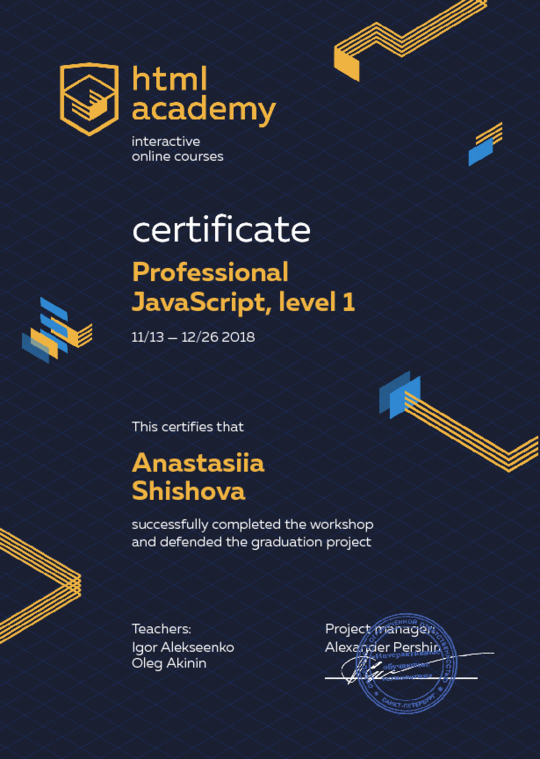 html
academy
interactive
online courses
certificate
Professional
JavaScript, level 1
11/13 — 12/26 2018
This certifies that
Anastasiia
Shishova
successfully completed the workshop
and defended the graduation project
Teachers:
Igor Alekseenko
Oleg Akinin
Project manager:
Alexander Pershin
САНКТ-ПЕТЕРБУРГ